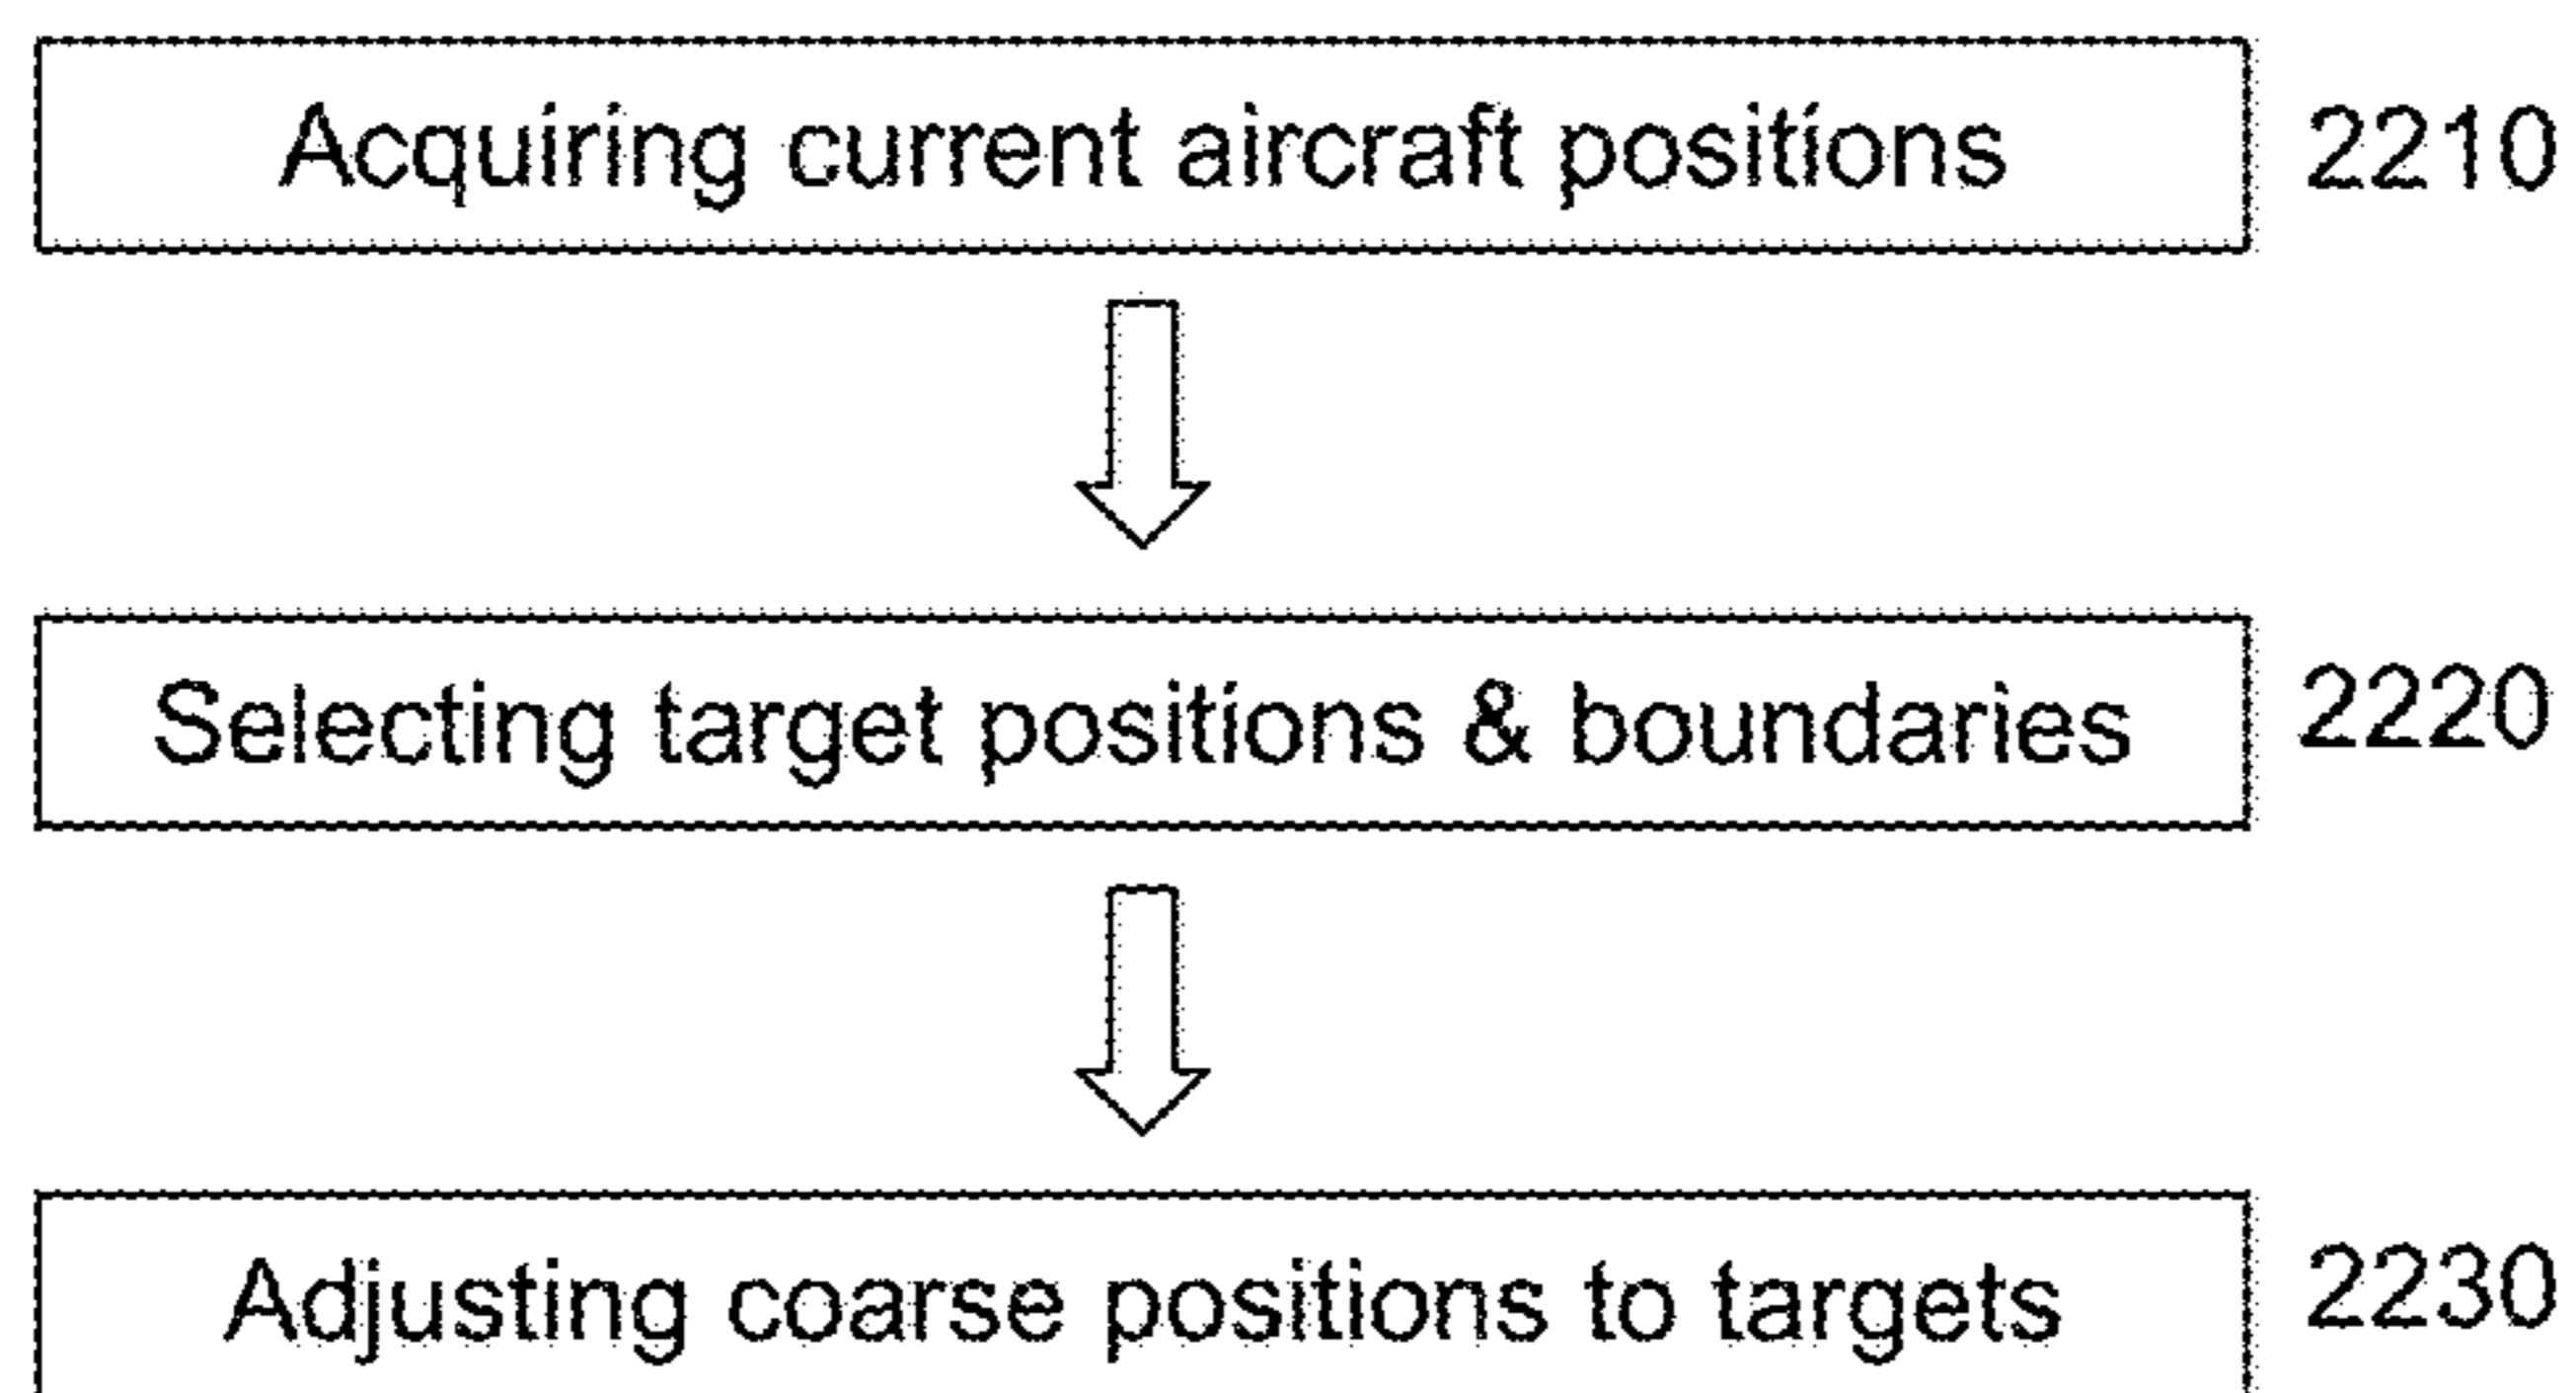 Acquiring current aircraft positions 2210
Selecting target positions & boundaries 2220
Adjusting coarse positions to targets 2230